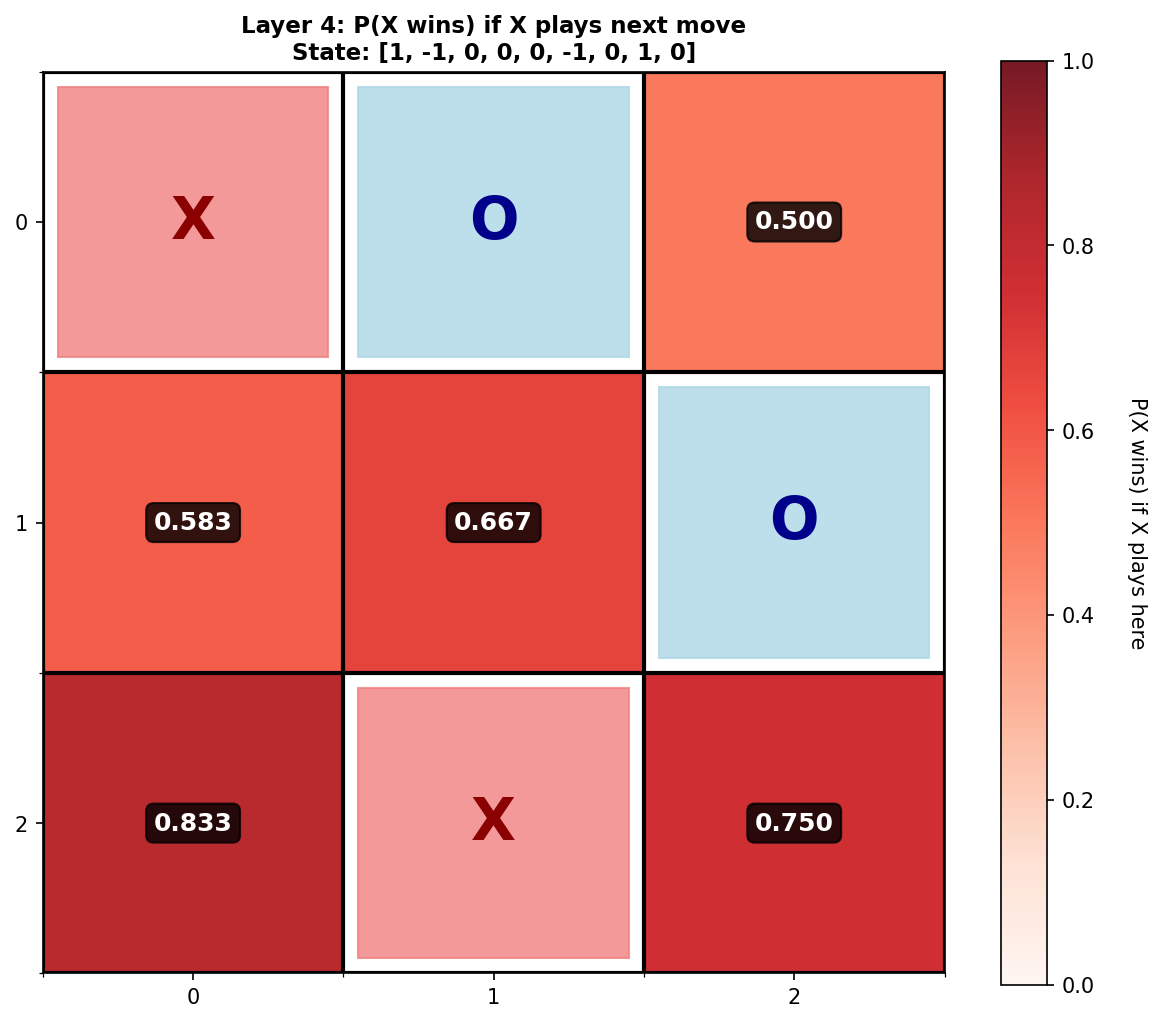 Layer 4: P(X wins) if X plays next move
State: [1, -1, 0, 0, 0, -1, 0, 1, 0]
0
X
O
0.500
1
0.583
0.667
O
2
0.833
X
0.750
0
1
2
1.0
0.8
0.6
0.4
0.2
0.0
P(X wins) if X plays here